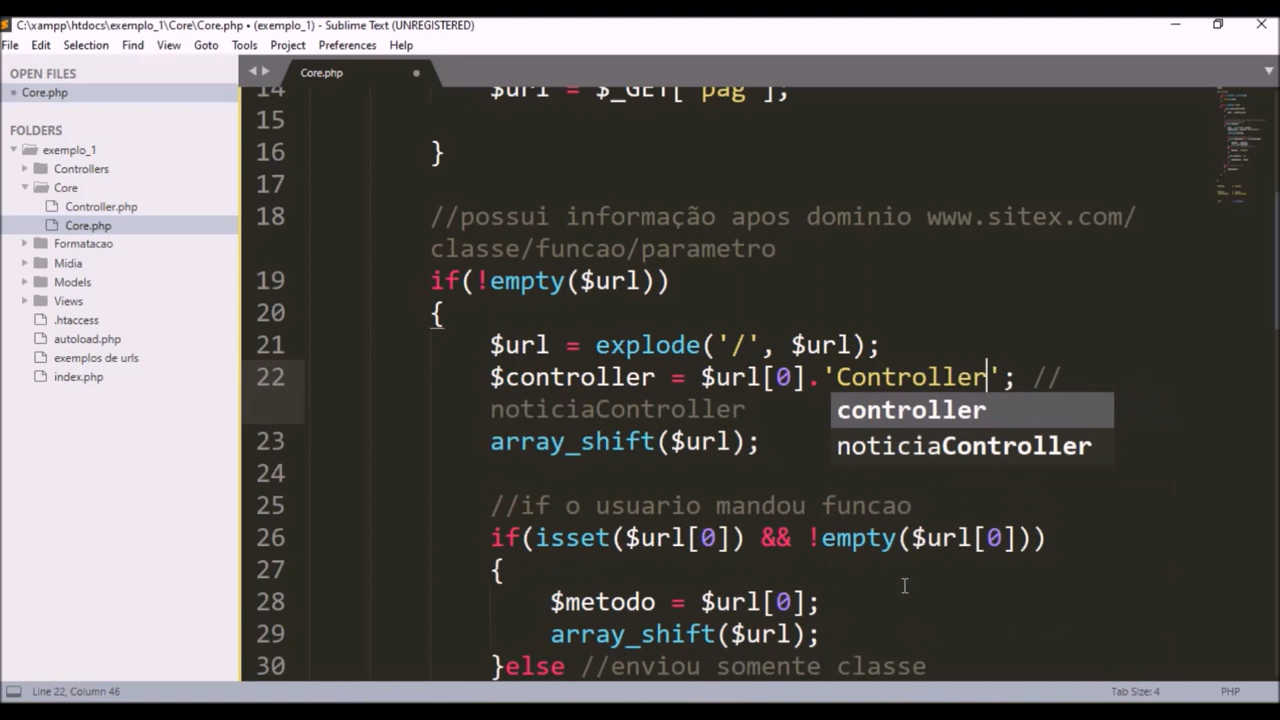 C:\xampp\htdocs\exemplo_1\Core\Core.php • (exemplo_1) - Sublime Text (UNREGISTERED)
File Edit Selection Find View Goto Tools Project Preferences Help
OPEN FILES
Core.php
FOLDERS
exemplo_1
Controllers
Core
Controller.php
Core.php
Formatacao
Midia
Models
Views
.htaccess
autoload.php
exemplos de urls
index.php
Core.php
14 $url = $_GET['pag'];
15
16 }
17
18 //possui informação apos dominio www.sitex.com/
classe/funcao/parametro
19 if(!empty($url))
20 {
21 $url = explode('/', $url);
22 $controller = $url[0].'Controller'; //
noticiaController
controller
noticiaController
23 array_shift($url);
24
25 //if o usuario mandou funcao
26 if(isset($url[0]) && !empty($url[0]))
27 {
28 $metodo = $url[0];
29 array_shift($url);
30 }else //enviou somente classe
Line 22, Column 46
Tab Size: 4
PHP